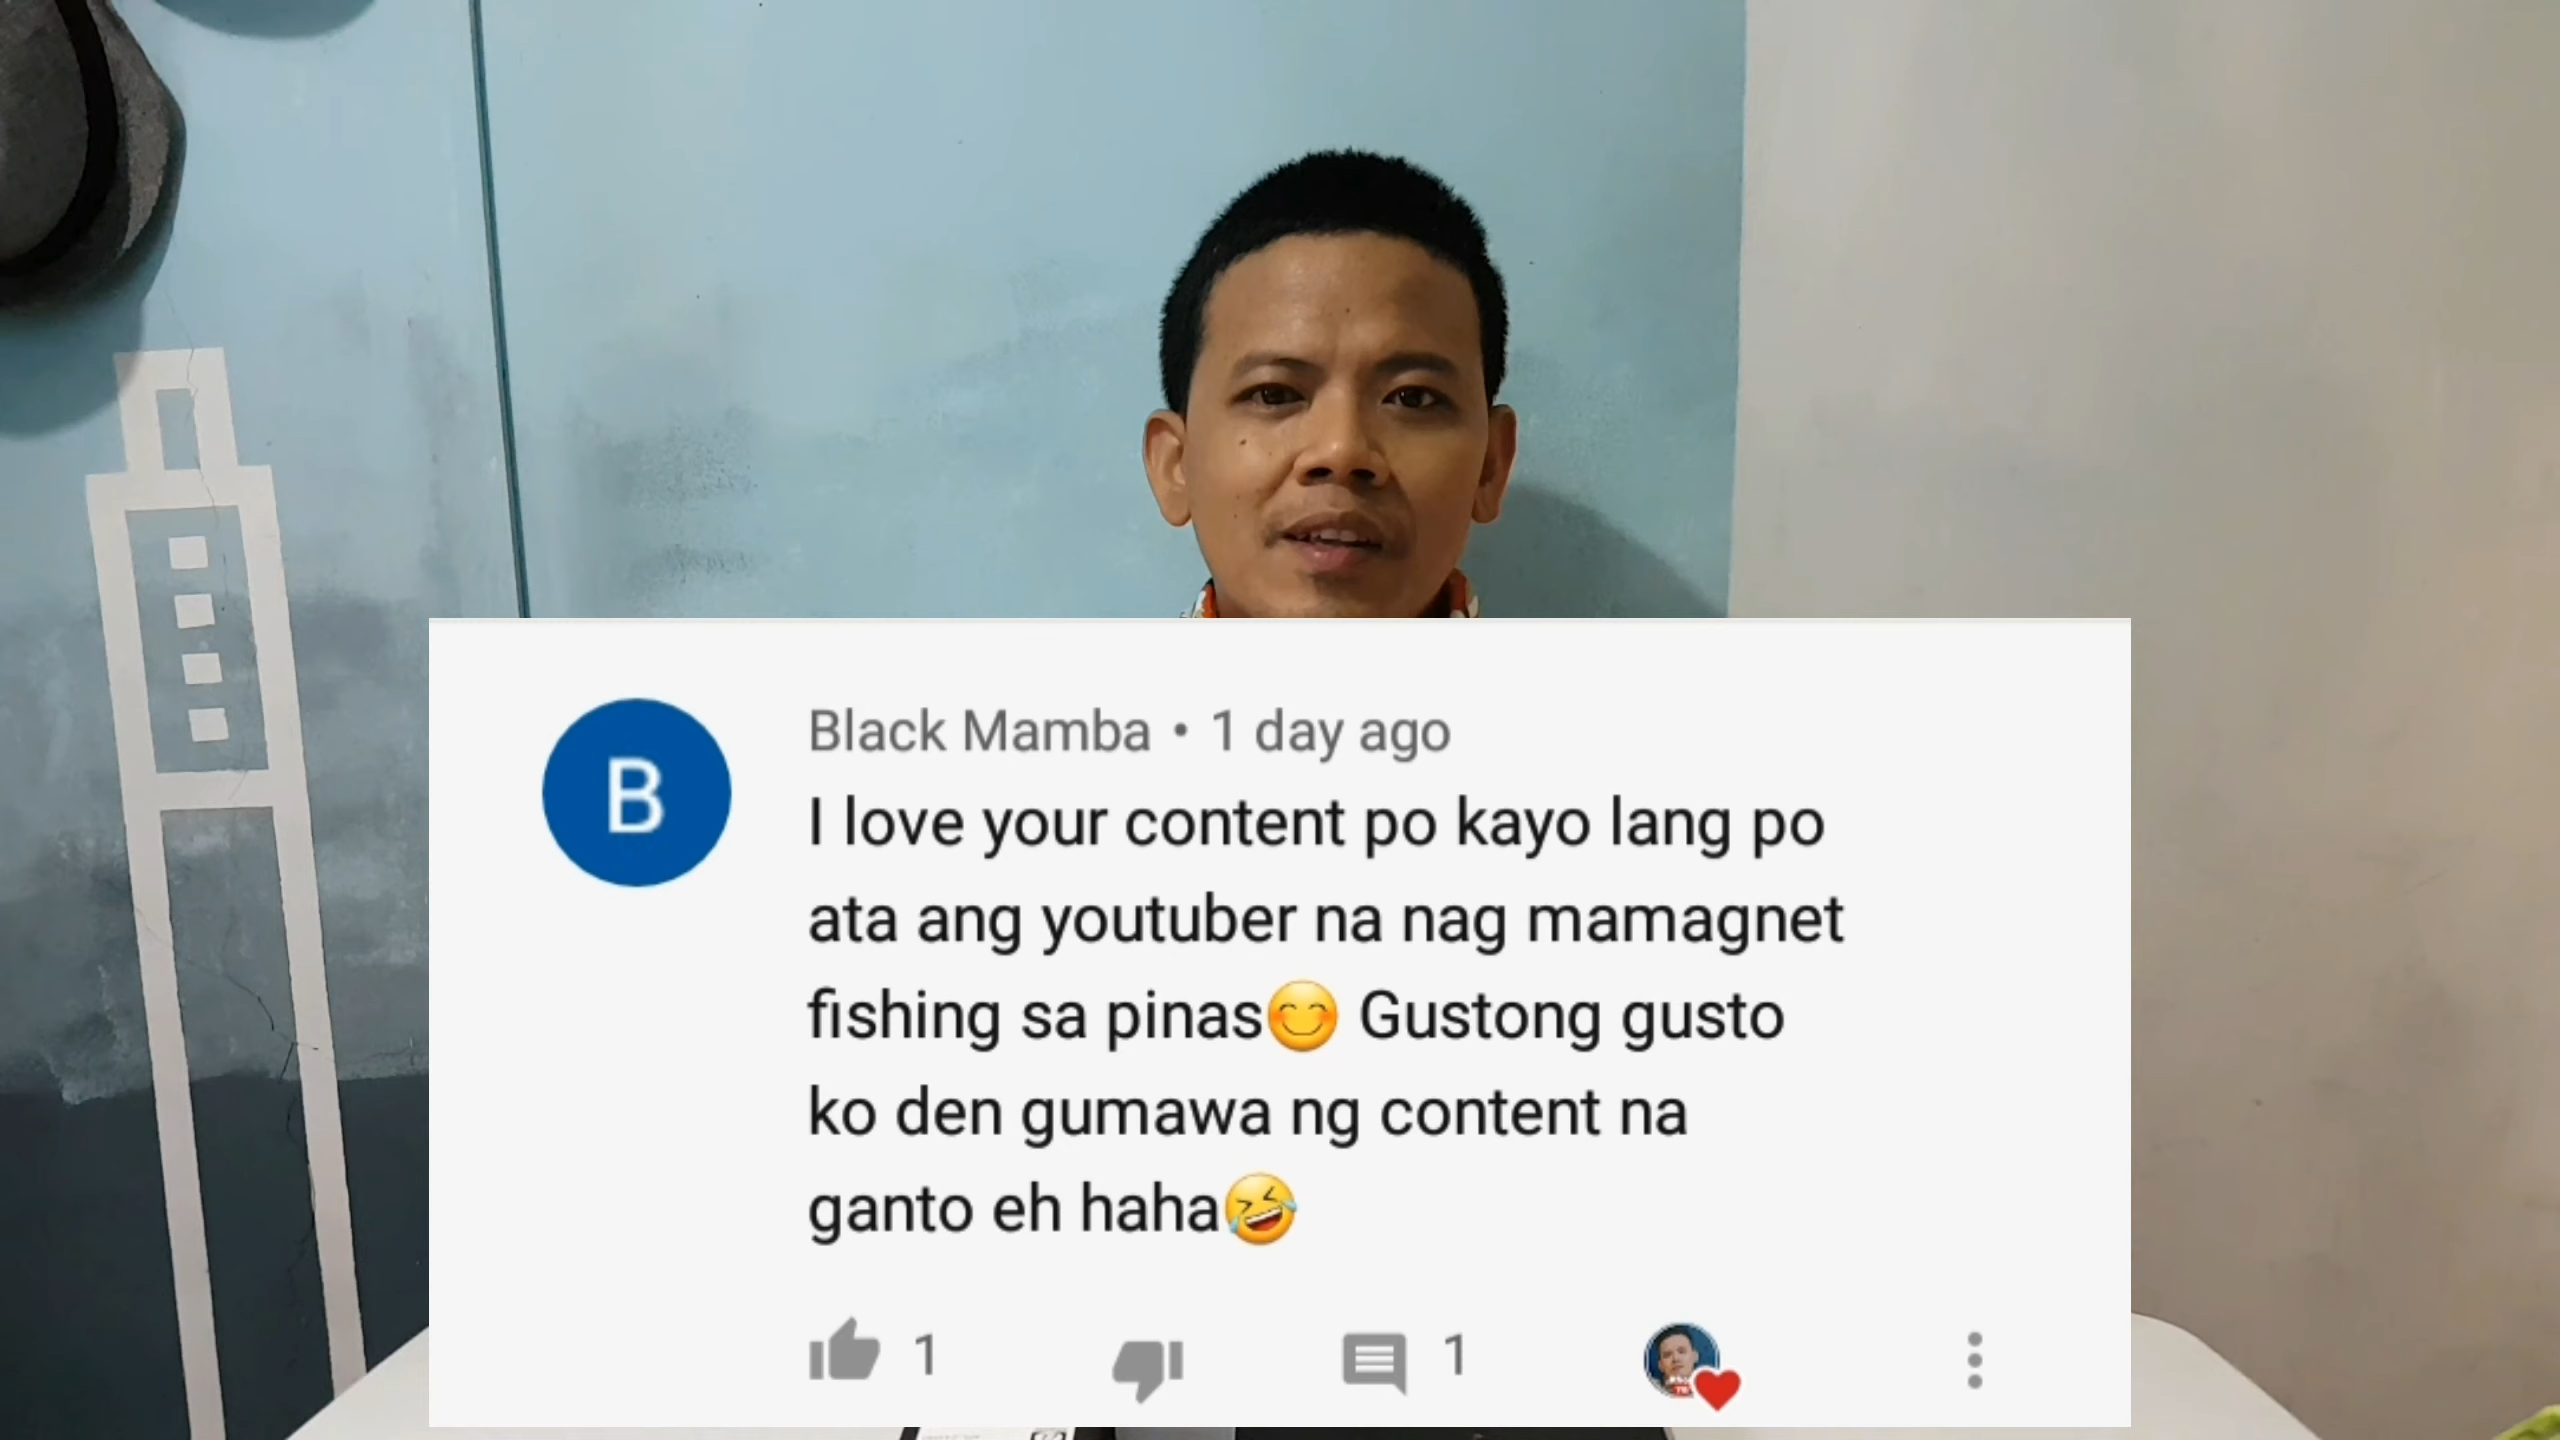 B
Black Mamba • 1 day ago
I love your content po kayo lang po
ata ang youtuber na nag mamagnet
fishing sa pinas😊 Gustong gusto
ko den gumawa ng content na
ganto eh haha🤣
1
1